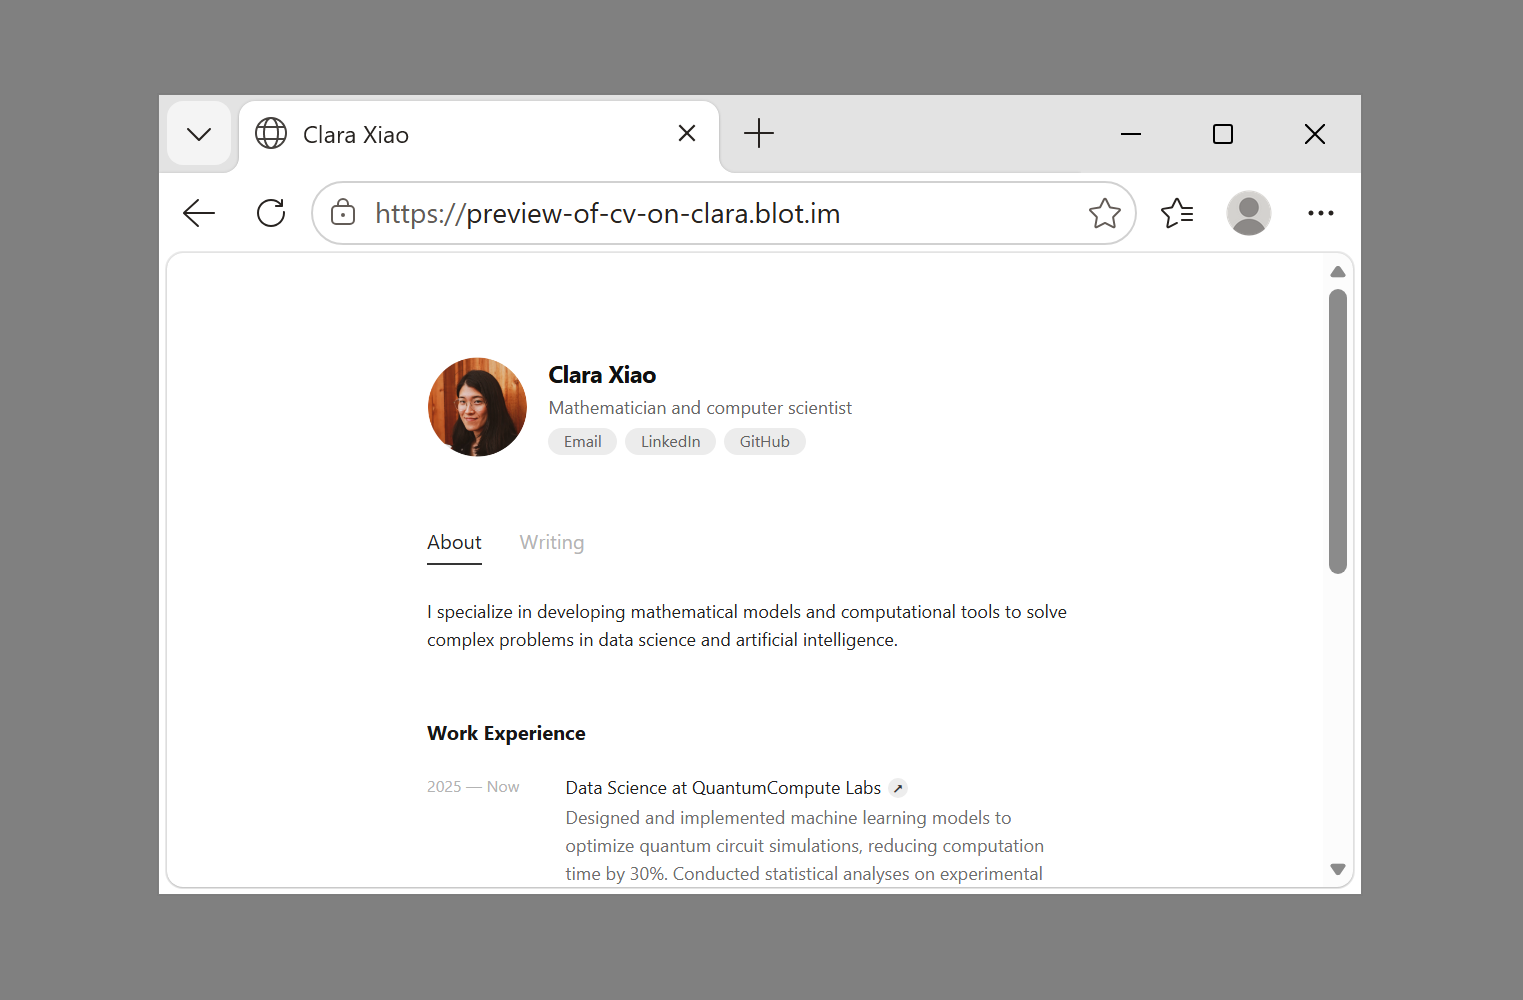 Clara Xiao
https://preview-of-cv-on-clara.blot.im
Clara Xiao
Mathematician and computer scientist
Email LinkedIn GitHub
About Writing
I specialize in developing mathematical models and computational tools to solve
complex problems in data science and artificial intelligence.
Work Experience
2025 — Now Data Science at QuantumCompute Labs ↗
Designed and implemented machine learning models to
optimize quantum circuit simulations, reducing computation
time by 30%. Conducted statistical analyses on experimental